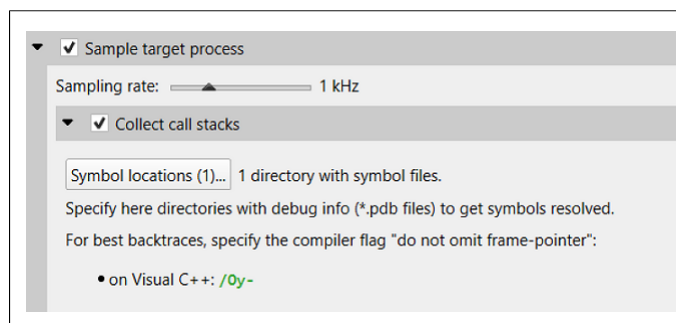 Sample target process
Sampling rate: 1 kHz
Collect call stacks
Symbol locations (1)... 1 directory with symbol files.
Specify here directories with debug info (*.pdb files) to get symbols resolved.
For best backtraces, specify the compiler flag "do not omit frame-pointer":
• on Visual C++: /Oy-